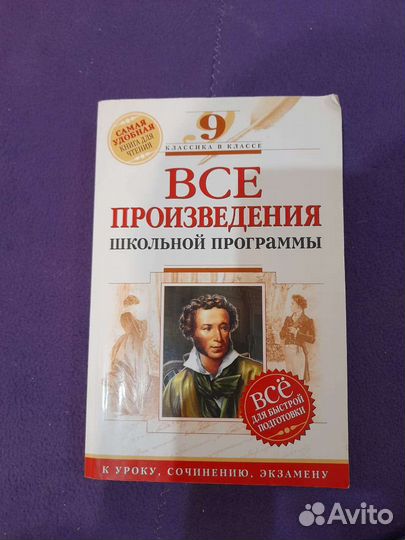 9
КЛАССИКА В КЛАССЕ
САМАЯ
УДОБНАЯ
КНИГА ДЛЯ
ЧТЕНИЯ
ВСЕ
ПРОИЗВЕДЕНИЯ
ШКОЛЬНОЙ ПРОГРАММЫ
ВСЁ
ДЛЯ БЫСТРОЙ
ПОДГОТОВКИ
К УРОКУ, СОЧИНЕНИЮ, ЭКЗАМЕНУ
Avito